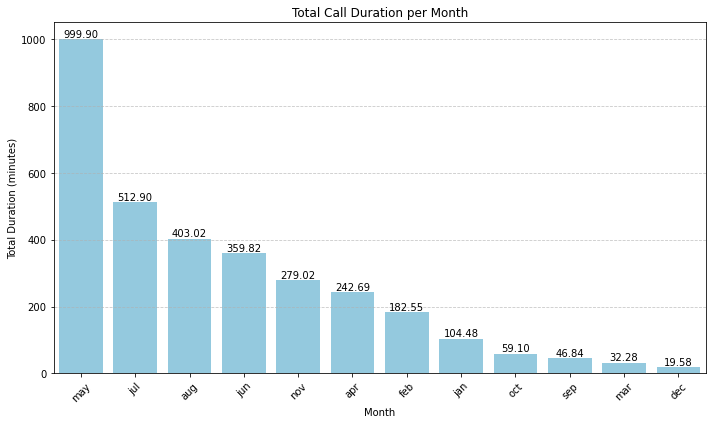 Total Call Duration per Month
Total Duration (minutes)
1000
800
600
400
200
0
999.90
512.90
403.02
359.82
279.02
242.69
182.55
104.48
59.10
46.84
32.28
19.58
may
jul
aug
jun
nov
apr
feb
jan
oct
sep
mar
dec
Month